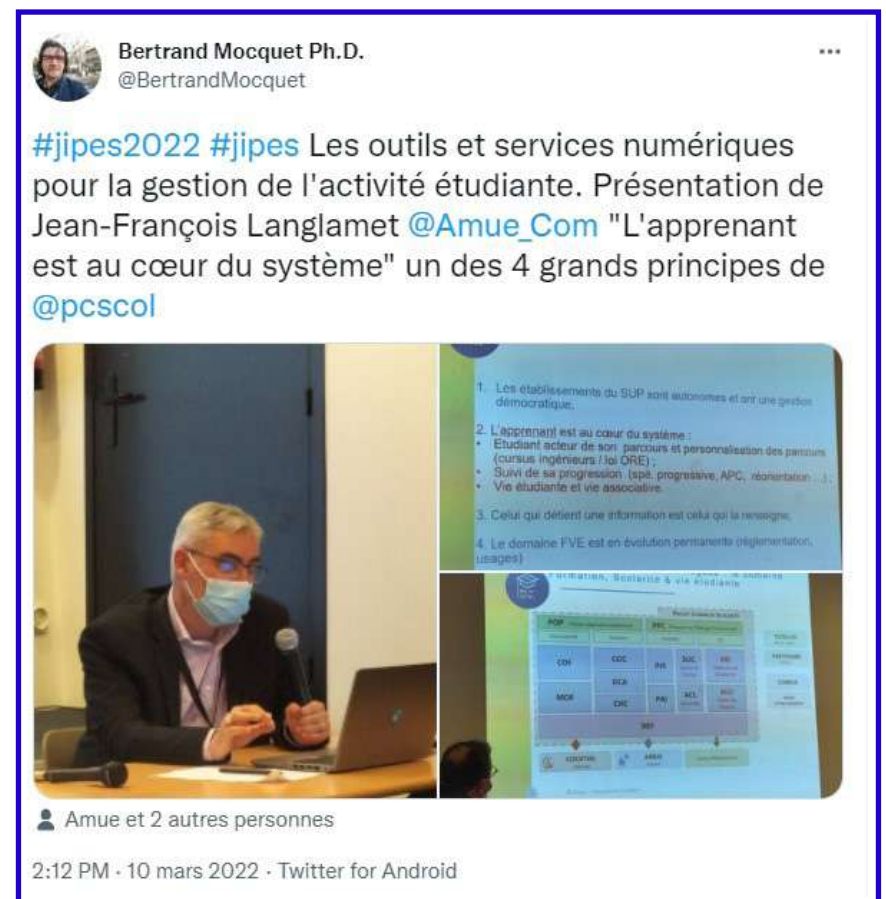 Bertrand Mocquet Ph.D.
@BertrandMocquet
#jipes2022 #jipes Les outils et services numériques
pour la gestion de l'activité étudiante. Présentation de
Jean-François Langlamet @Amue_Com "L'apprenant
est au cœur du système" un des 4 grands principes de
@pcscol
1. Les établissements du SUP sont autonomes et ont une gestion
démocratique.
2. L'apprenant est au cœur du système :
• Etudiant acteur de son parcours et personnalisation des parcours
(cursus ingénieurs / loi ORE) ;
• Suivi de sa progression (spé. progressive, APC, réorientation ...) ;
• Vie étudiante et vie associative.
3. Celui qui détient une information est celui qui la renseigne.
4. Le domaine FVE est en évolution permanente (réglementation,
usages)
Formation, Scolarité & vie étudiante
COF
ODC
MOF
CHC
REF
Amue et 2 autres personnes
2:12 PM · 10 mars 2022 · Twitter for Android